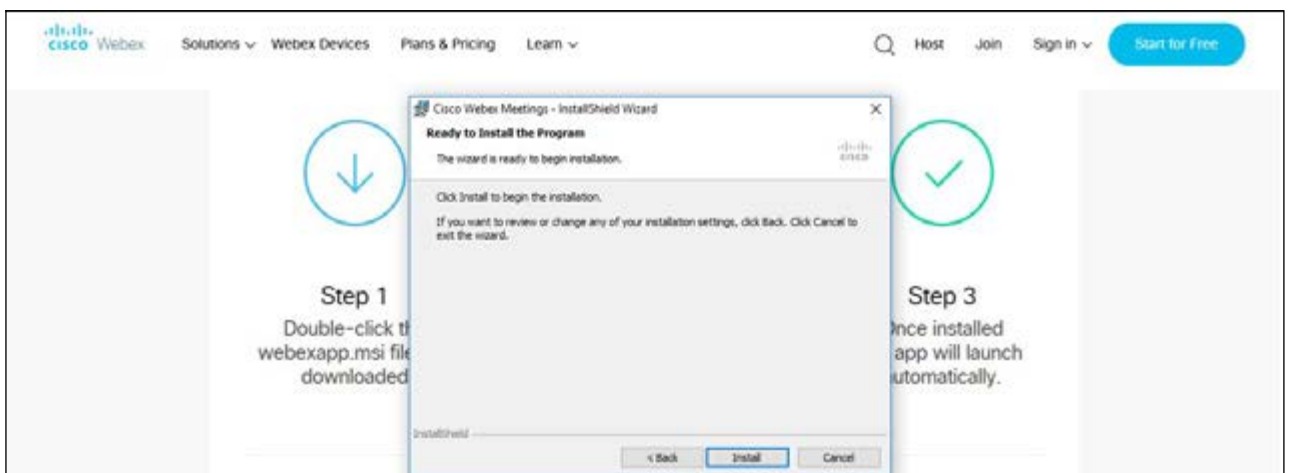 cisco Webex Solutions Webex Devices Plans & Pricing Learn Host Join Sign in Start for Free
Cisco Webex Meetings - InstallShield Wizard
Ready to Install the Program
The wizard is ready to begin installation.
cisco
Click Install to begin the installation.
If you want to review or change any of your installation settings, click Back. Click Cancel to
exit the wizard.
InstallShield
< Back Install Cancel
Step 1
Double-click
webexapp.msi
downloaded
Step 3
installed
app will launch
automatically.